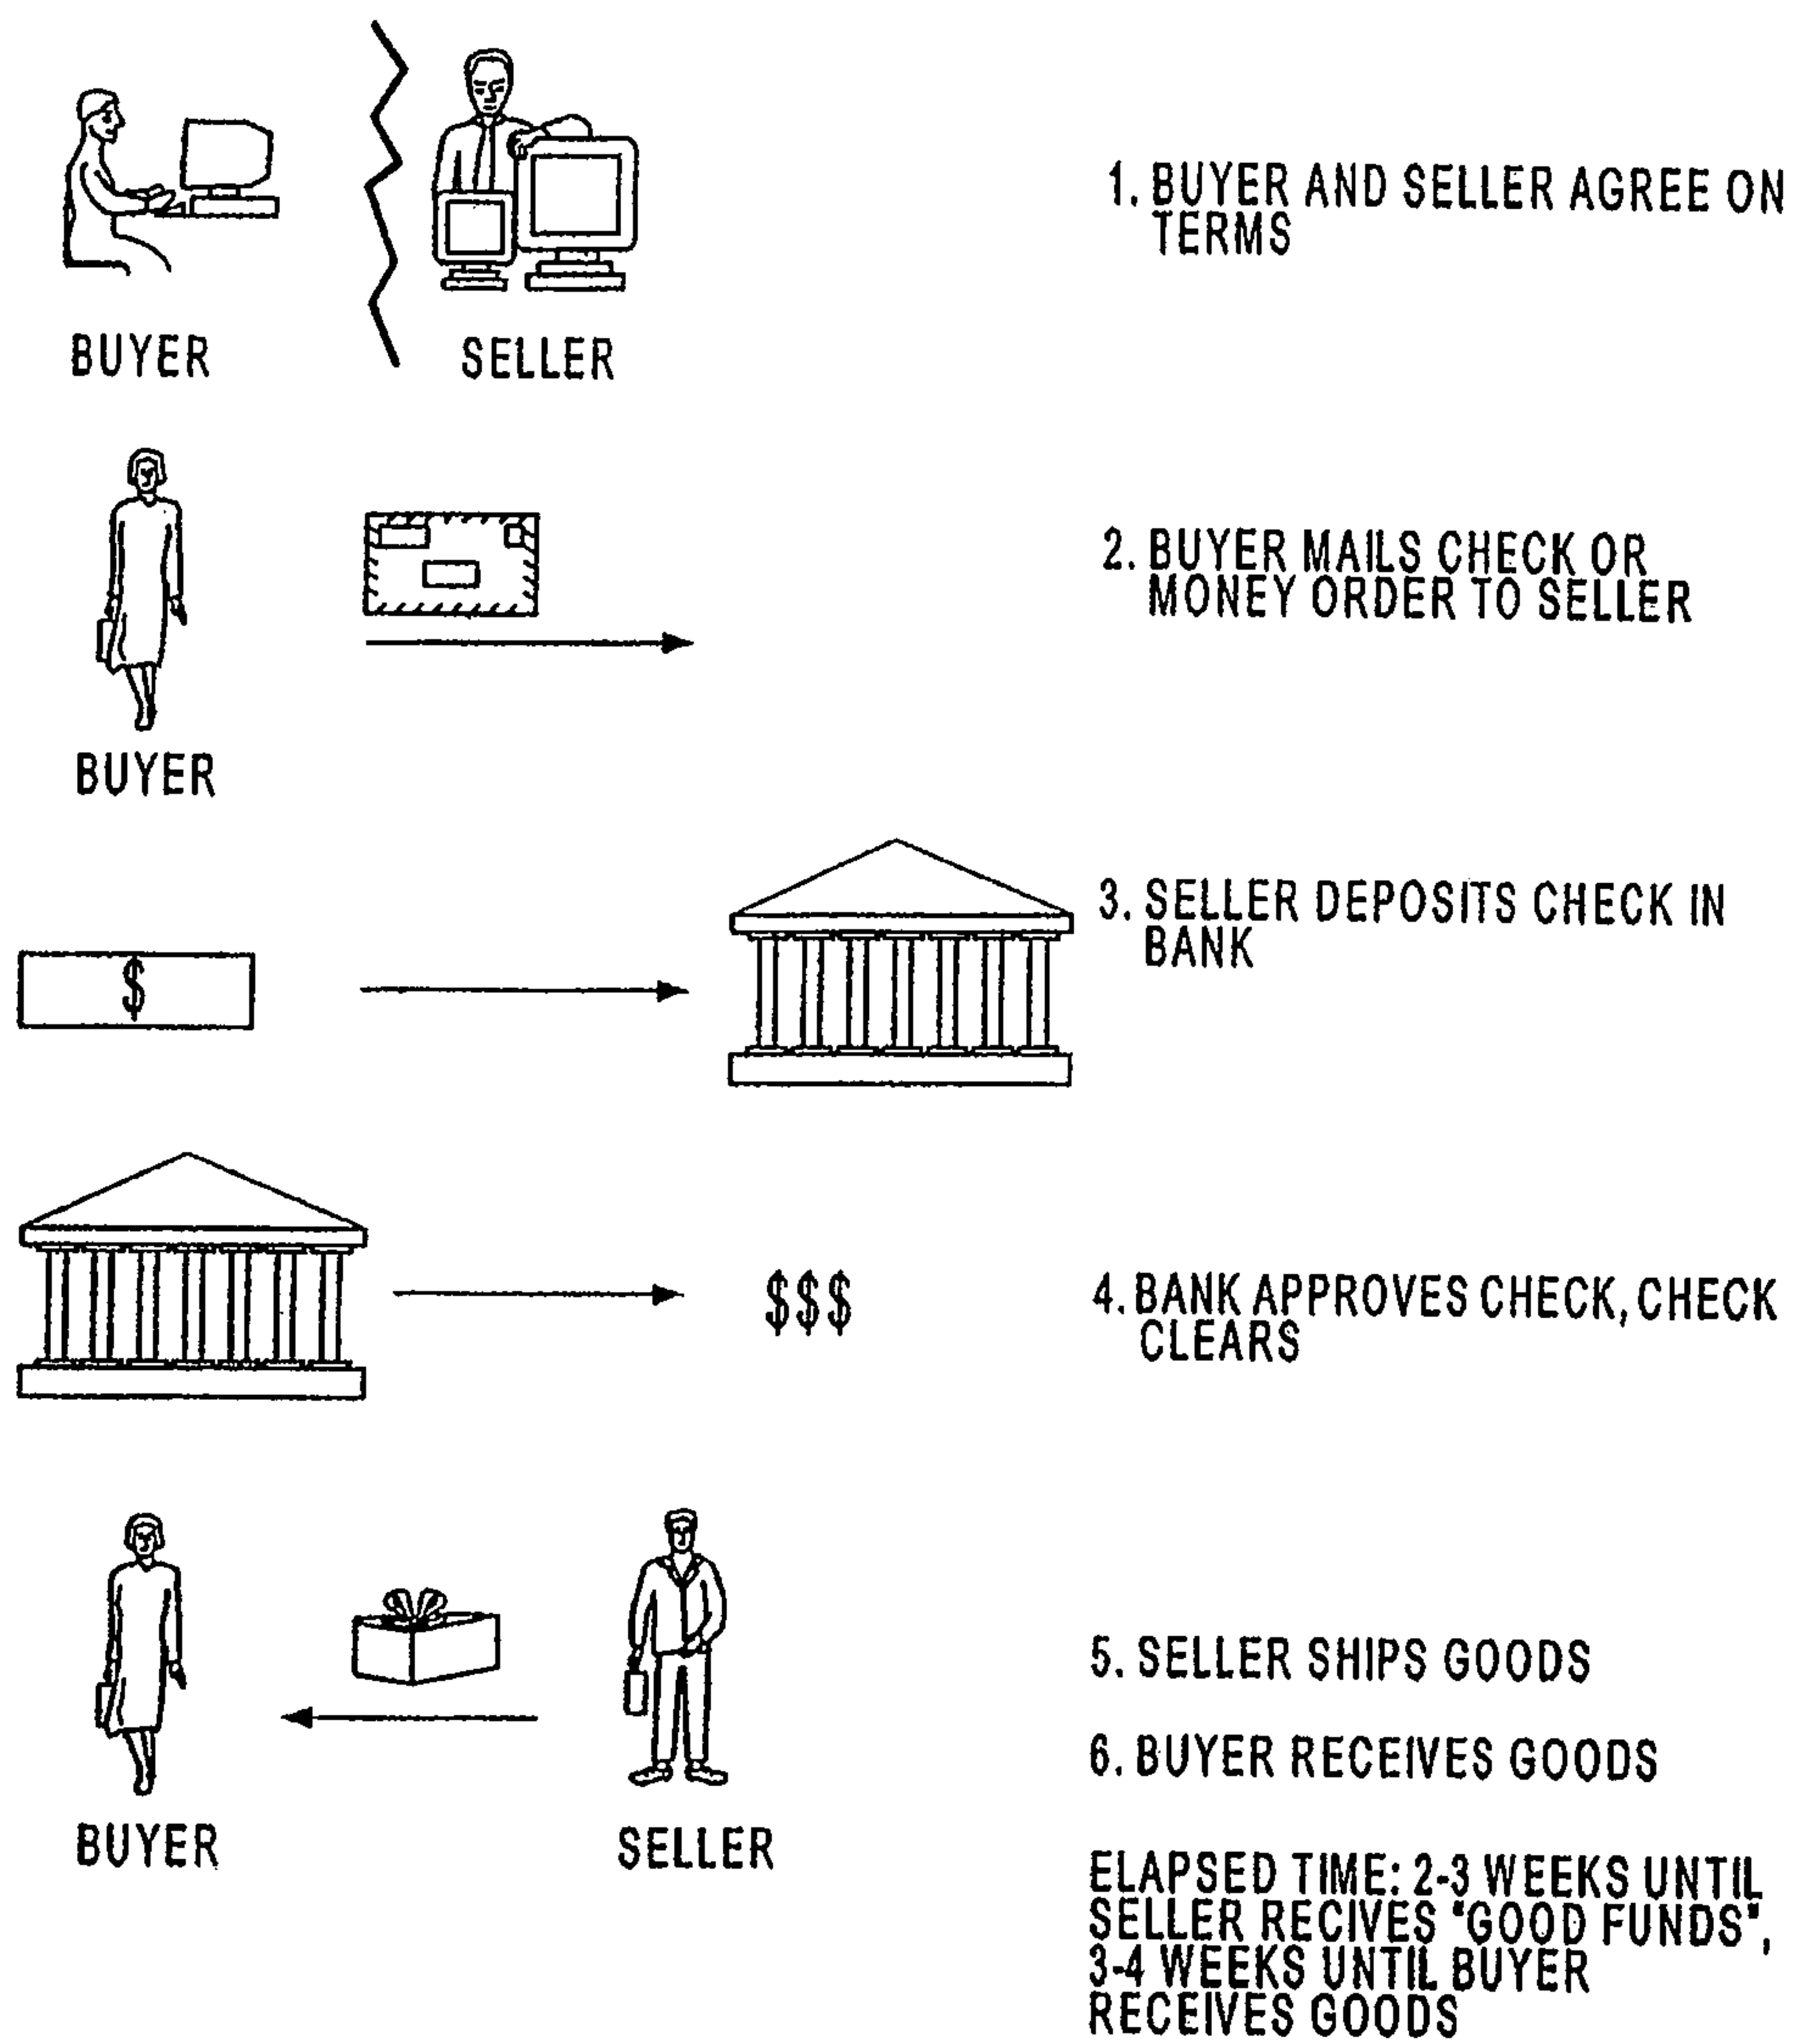 BUYER
SELLER
1. BUYER AND SELLER AGREE ON
TERMS
BUYER
2. BUYER MAILS CHECK OR
MONEY ORDER TO SELLER
$
3. SELLER DEPOSITS CHECK IN
BANK
$$$
4. BANK APPROVES CHECK, CHECK
CLEARS
BUYER
SELLER
5. SELLER SHIPS GOODS
6. BUYER RECEIVES GOODS
ELAPSED TIME: 2-3 WEEKS UNTIL
SELLER RECIVES "GOOD FUNDS",
3-4 WEEKS UNTIL BUYER
RECEIVES GOODS